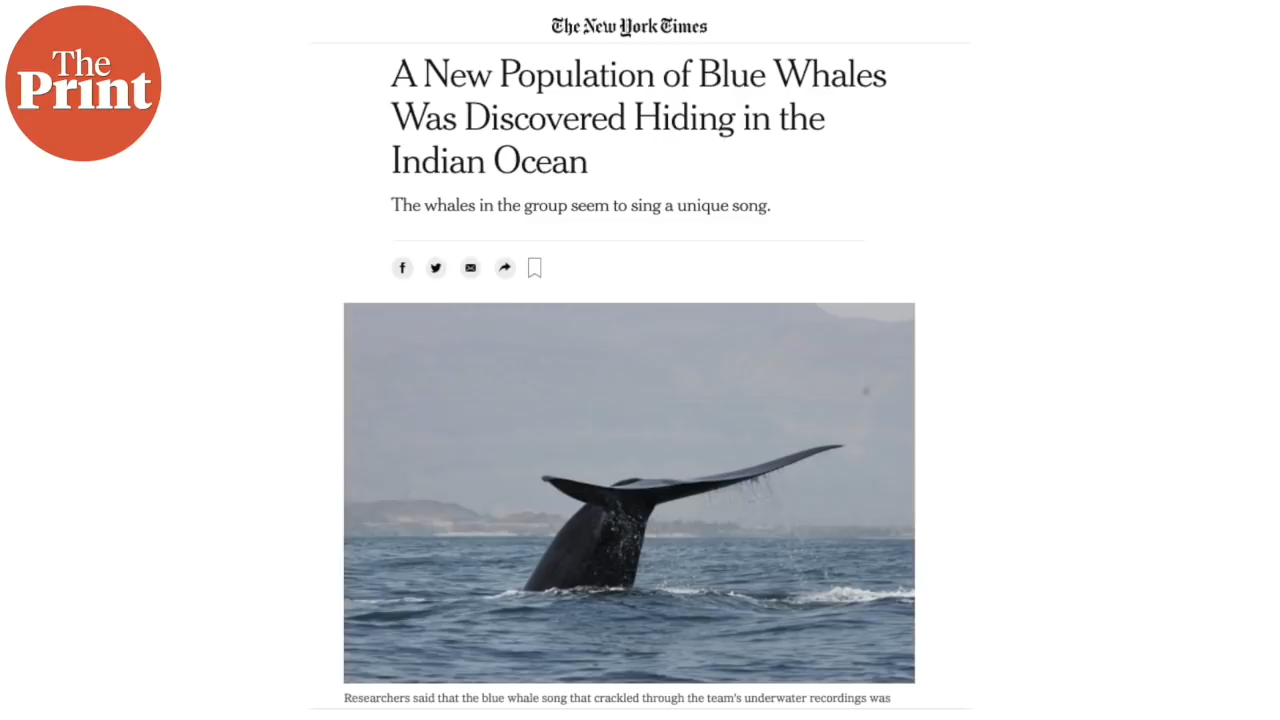 The
Print
The New York Times
A New Population of Blue Whales
Was Discovered Hiding in the
Indian Ocean
The whales in the group seem to sing a unique song.
f
Researchers said that the blue whale song that crackled through the team's underwater recordings was